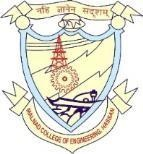 नहि ज्ञानेन सदृशम्
MALNAD COLLEGE OF ENGINEERING, HASSAN